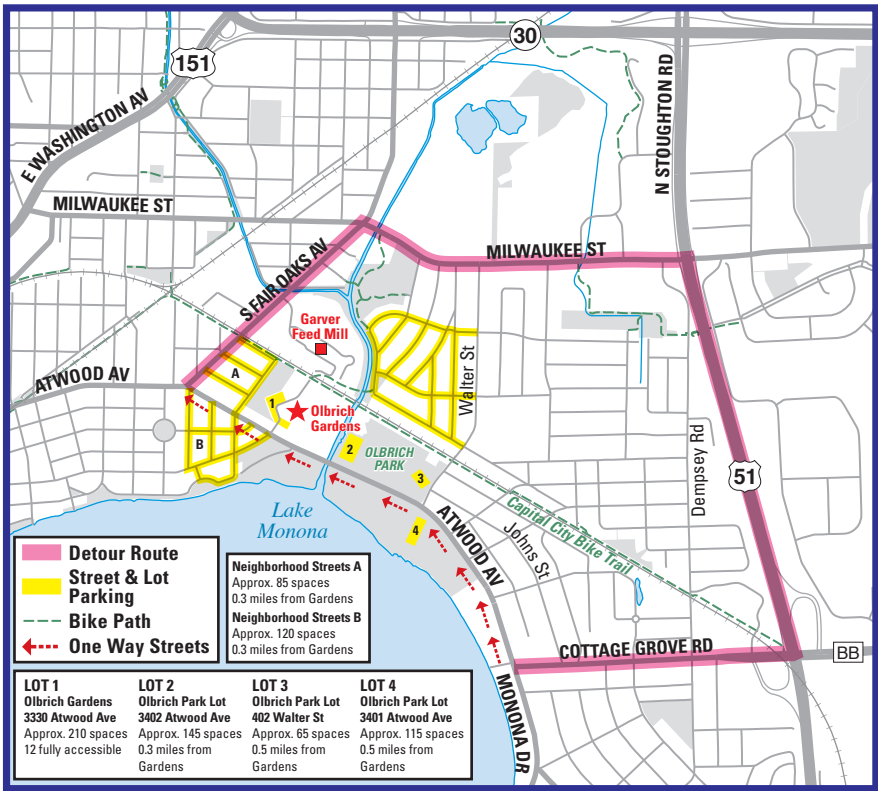 30
151
N STOUGHTON RD
E WASHINGTON AV
MILWAUKEE ST
MILWAUKEE ST
S FAIR OAKS AV
Garver
Feed Mill
Walter St
ATWOOD AV
A
1
Olbrich
Gardens
B
2
OLBRICH
PARK
3
Dempsey Rd
51
4
Lake
Monona
ATWOOD AV
Johns St
Capital City Bike Trail
COTTAGE GROVE RD
BB
MONONA DR
Detour Route
Street & Lot
Parking
Bike Path
One Way Streets
Neighborhood Streets A
Approx. 85 spaces
0.3 miles from Gardens
Neighborhood Streets B
Approx. 120 spaces
0.3 miles from Gardens
LOT 1
Olbrich Gardens
3330 Atwood Ave
Approx. 210 spaces
12 fully accessible
LOT 2
Olbrich Park Lot
3402 Atwood Ave
Approx. 145 spaces
0.3 miles from
Gardens
LOT 3
Olbrich Park Lot
402 Walter St
Approx. 65 spaces
0.5 miles from
Gardens
LOT 4
Olbrich Park Lot
3401 Atwood Ave
Approx. 115 spaces
0.5 miles from
Gardens